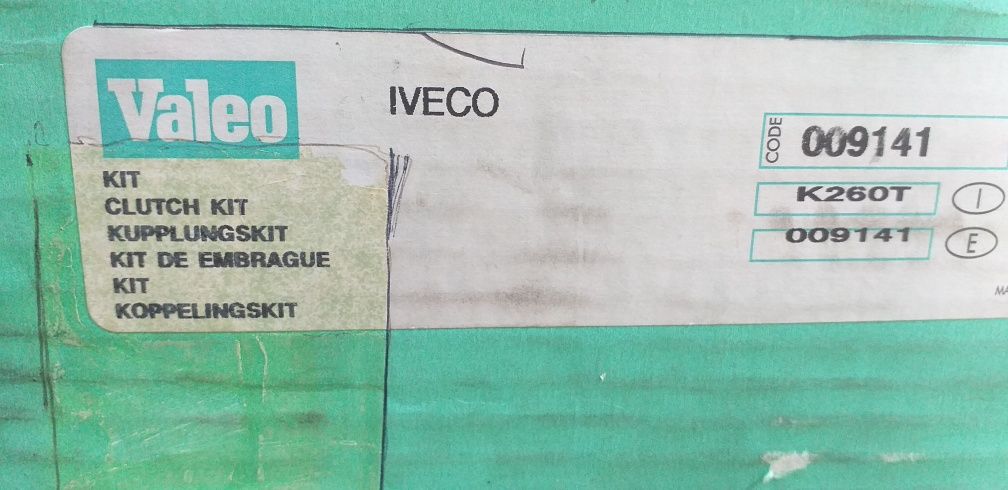 Valeo
IVECO
KIT
CLUTCH KIT
KUPPLUNGSKIT
KIT DE EMBRAGUE
KIT
KOPPELINGSKIT
CODE 009141
K260T I
009141 E